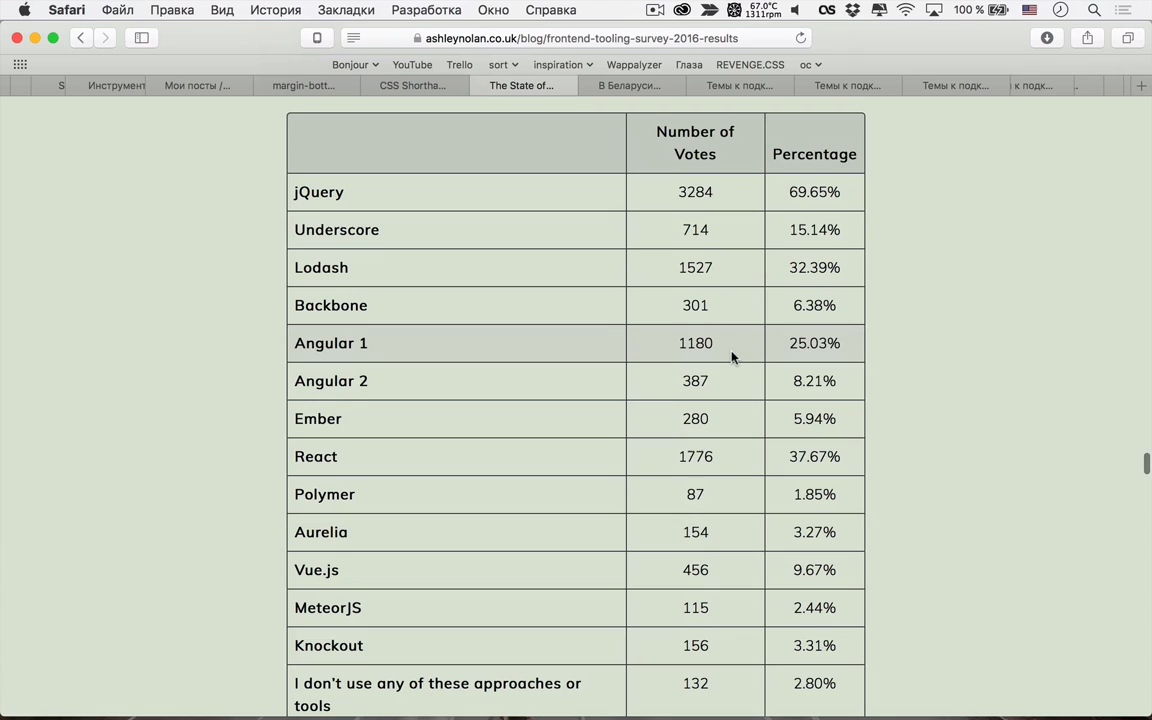 Safari Файл Правка Вид История Закладки Разработка Окно Справка 67.0°C 1311rpm 100 %
ashleynolan.co.uk/blog/frontend-tooling-survey-2016-results
Bonjour YouTube Trello sort inspiration Wappalyzer Глаза REVENGE.CSS ос
S Инструмент Мои посты /... margin-bott... CSS Shortha... The State of... В Беларуси... Темы к подк... Темы к подк... Темы к подк... к подк...
Number of
Votes Percentage
jQuery 3284 69.65%
Underscore 714 15.14%
Lodash 1527 32.39%
Backbone 301 6.38%
Angular 1 1180 25.03%
Angular 2 387 8.21%
Ember 280 5.94%
React 1776 37.67%
Polymer 87 1.85%
Aurelia 154 3.27%
Vue.js 456 9.67%
MeteorJS 115 2.44%
Knockout 156 3.31%
I don't use any of these approaches or 132 2.80%
tools